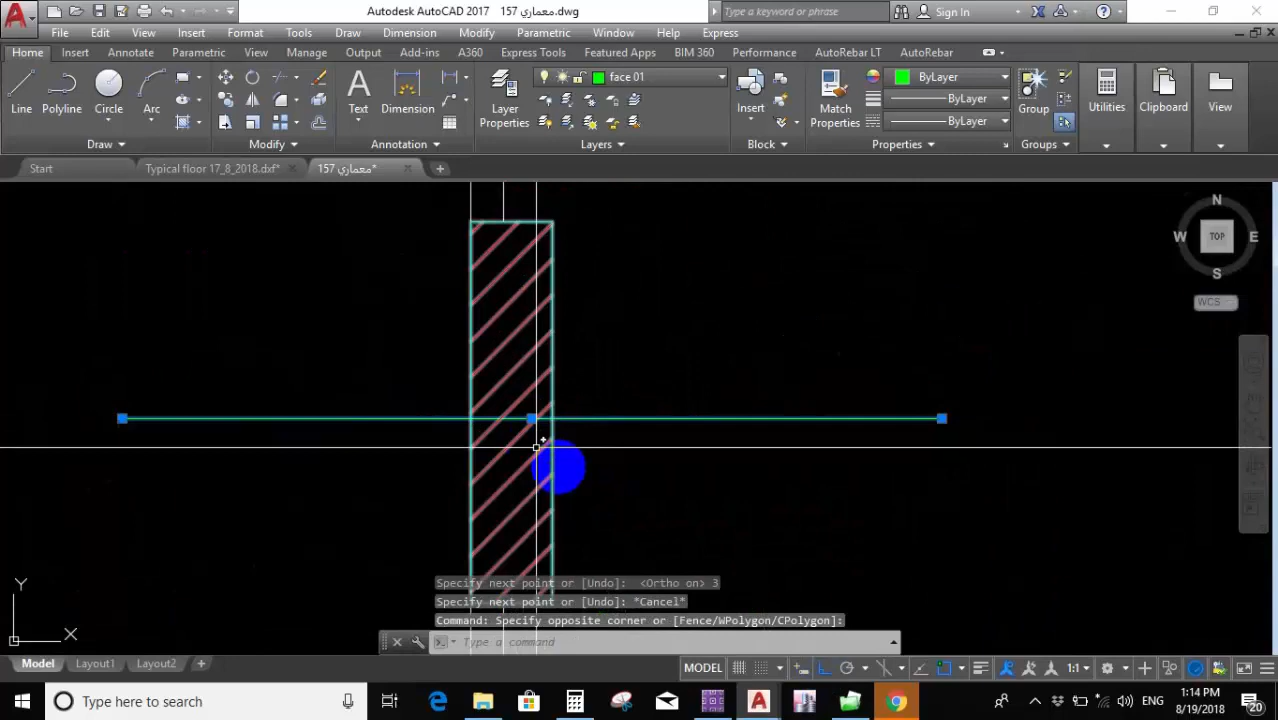 Autodesk AutoCAD 2017 معماري 157.dwg
Type a keyword or phrase
Sign In
File Edit View Insert Format Tools Draw Dimension Modify Parametric Window Help Express
Home Insert Annotate Parametric View Manage Output Add-ins A360 Express Tools Featured Apps BIM 360 Performance AutoRebar LT AutoRebar
face 01
ByLayer
ByLayer
ByLayer
Line Polyline Circle Arc Text Dimension Layer Properties Insert Match Properties Group Utilities Clipboard View
Draw Modify Annotation Layers Block Properties Groups
Start Typical floor 17_8_2018.dxf* معماري 157*
N
W TOP E
S
WCS
Specify next point or [Undo]: <Ortho on> 3
Specify next point or [Undo]: *Cancel*
Command: Specify opposite corner or [Fence/WPolygon/CPolygon]:
Y
X
Type a command
Model Layout1 Layout2 MODEL 1:1
Type here to search
ENG
1:14 PM
8/19/2018
20